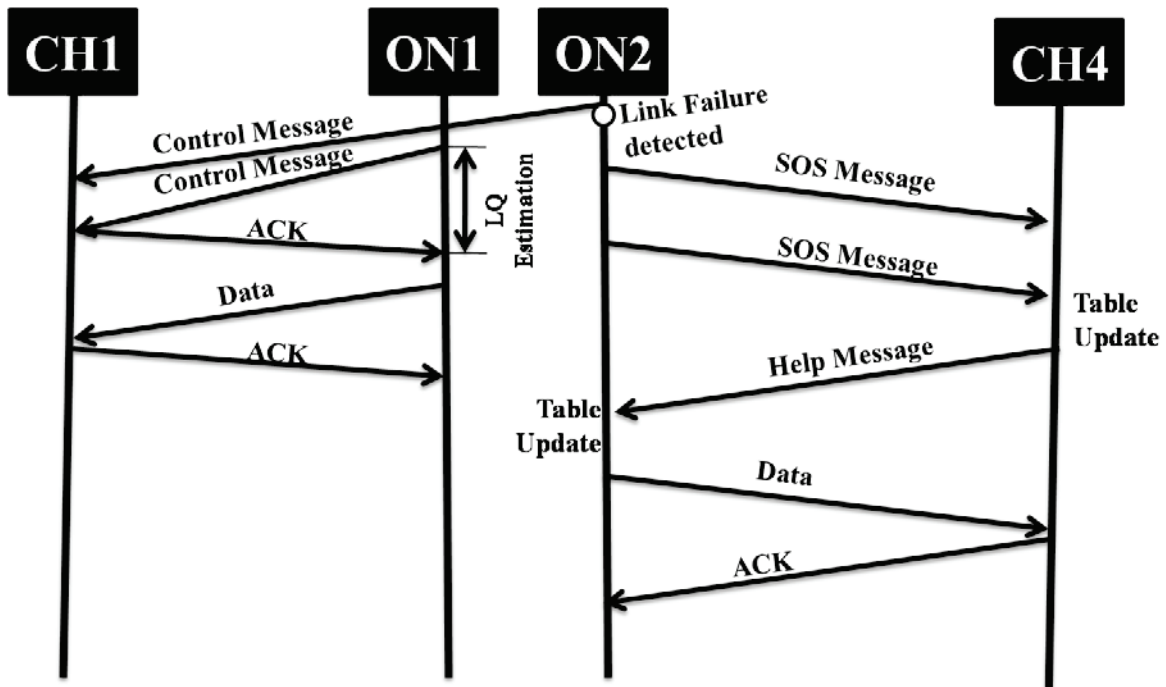 CH1
ON1
ON2
CH4
Control Message
Link Failure
detected
Control Message
SOS Message
LQ
Estimation
ACK
SOS Message
Data
Table
Update
ACK
Help Message
Table
Update
Data
ACK